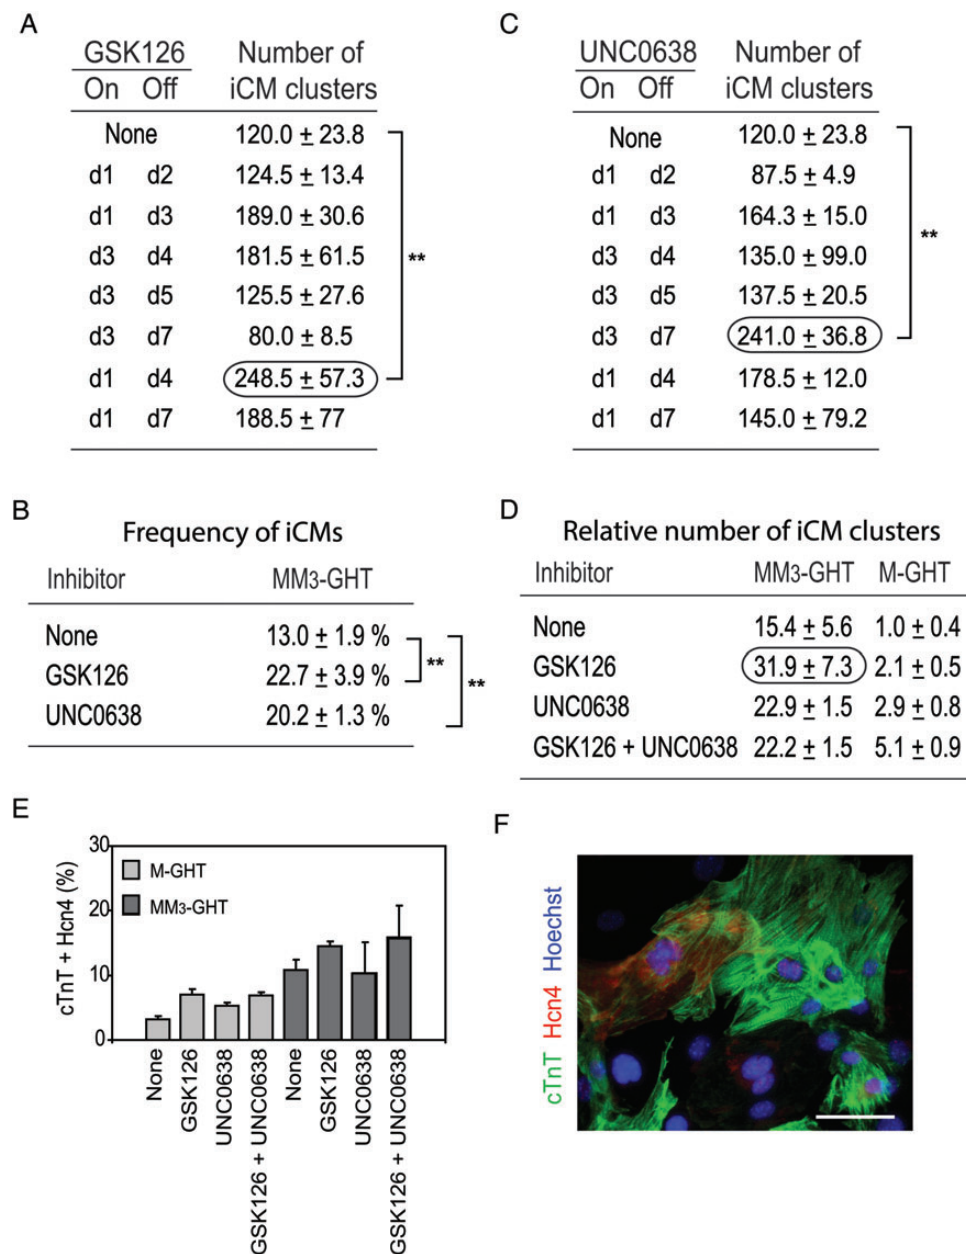 A
GSK126 Number of
On Off iCM clusters
None 120.0 ± 23.8
d1 d2 124.5 ± 13.4
d1 d3 189.0 ± 30.6
d3 d4 181.5 ± 61.5
d3 d5 125.5 ± 27.6
d3 d7 80.0 ± 8.5
d1 d4 248.5 ± 57.3
d1 d7 188.5 ± 77
**
C
UNC0638 Number of
On Off iCM clusters
None 120.0 ± 23.8
d1 d2 87.5 ± 4.9
d1 d3 164.3 ± 15.0
d3 d4 135.0 ± 99.0
d3 d5 137.5 ± 20.5
d3 d7 241.0 ± 36.8
d1 d4 178.5 ± 12.0
d1 d7 145.0 ± 79.2
**
B
Frequency of iCMs
Inhibitor MM3-GHT
None 13.0 ± 1.9 %
GSK126 22.7 ± 3.9 %
UNC0638 20.2 ± 1.3 %
**
**
D
Relative number of iCM clusters
Inhibitor MM3-GHT M-GHT
None 15.4 ± 5.6 1.0 ± 0.4
GSK126 31.9 ± 7.3 2.1 ± 0.5
UNC0638 22.9 ± 1.5 2.9 ± 0.8
GSK126 + UNC0638 22.2 ± 1.5 5.1 ± 0.9
E
cTnT + Hcn4 (%)
30
20
10
0
M-GHT
MM3-GHT
None
GSK126
UNC0638
GSK126 + UNC0638
None
GSK126
UNC0638
GSK126 + UNC0638
F
cTnT Hcn4 Hoechst